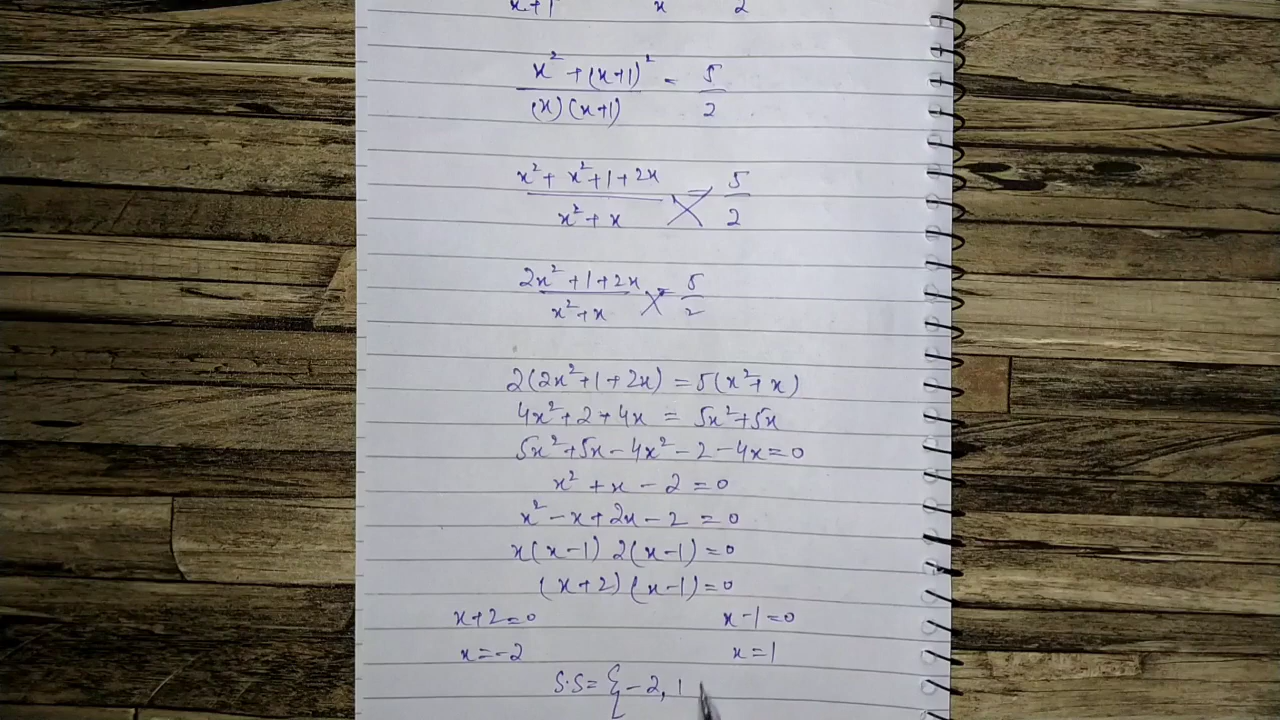 x+1 x 2
x² + (x+1)² = 5
(x)(x+1) 2
x² + x² + 1 + 2x = 5
x² + x 2
2x² + 1 + 2x = 5
x² + x 2
2(2x² + 1 + 2x) = 5(x² + x)
4x² + 2 + 4x = 5x² + 5x
5x² + 5x - 4x² - 2 - 4x = 0
x² + x - 2 = 0
x² - x + 2x - 2 = 0
x(x-1) 2(x-1) = 0
(x+2)(x-1) = 0
x+2=0 x-1=0
x=-2 x=1
S.S = { -2, 1